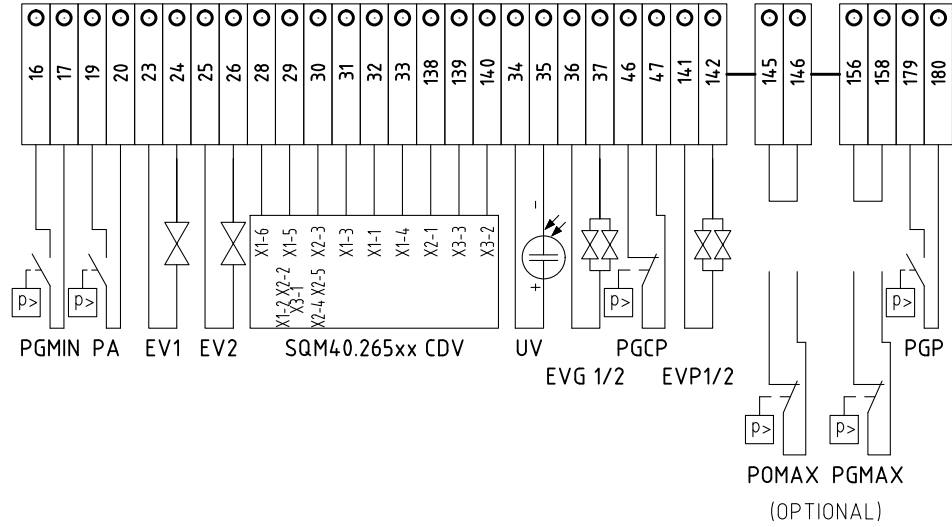 16 17 19 20 23 24 25 26 28 29 30 31 32 33 138 139 140 34 35 36 37 46 47 141 142 145 146 156 158 179 180
X1-6 X1-5 X2-3 X1-3 X1-1 X1-4 X2-1 X3-3 X3-2
X1-2 X2-2
X3-1
X2-4 X2-5
-
+
p> p> p> p>
PGMIN PA EV1 EV2 SQM40.265xx CDV UV PGCP PGP
EVG 1/2 EVP1/2
p> p>
POMAX PGMAX
(OPTIONAL)